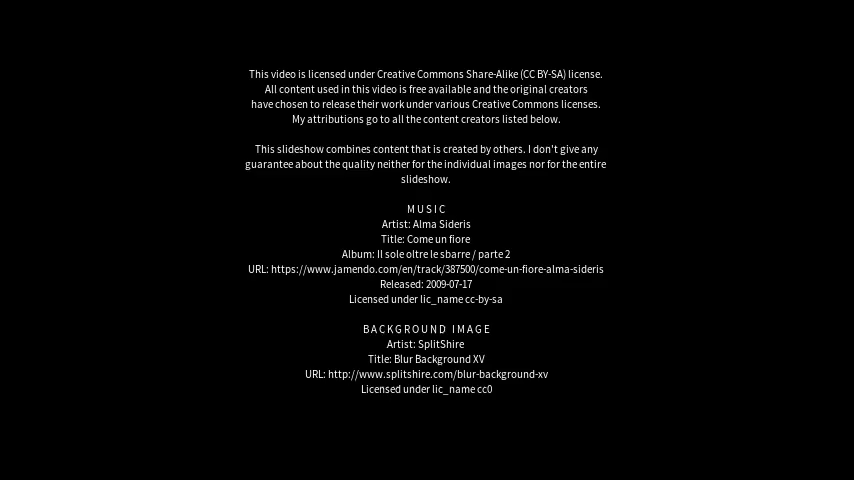 This video is licensed under Creative Commons Share-Alike (CC BY-SA) license.
All content used in this video is free available and the original creators
have chosen to release their work under various Creative Commons licenses.
My attributions go to all the content creators listed below.
This slideshow combines content that is created by others. I don't give any
guarantee about the quality neither for the individual images nor for the entire
slideshow.
MUSIC
Artist: Alma Sideris
Title: Come un fiore
Album: Il sole oltre le sbarre / parte 2
URL: https://www.jamendo.com/en/track/387500/come-un-fiore-alma-sideris
Released: 2009-07-17
Licensed under lic_name cc-by-sa
BACKGROUND IMAGE
Artist: SplitShire
Title: Blur Background XV
URL: http://www.splitshire.com/blur-background-xv
Licensed under lic_name cc0